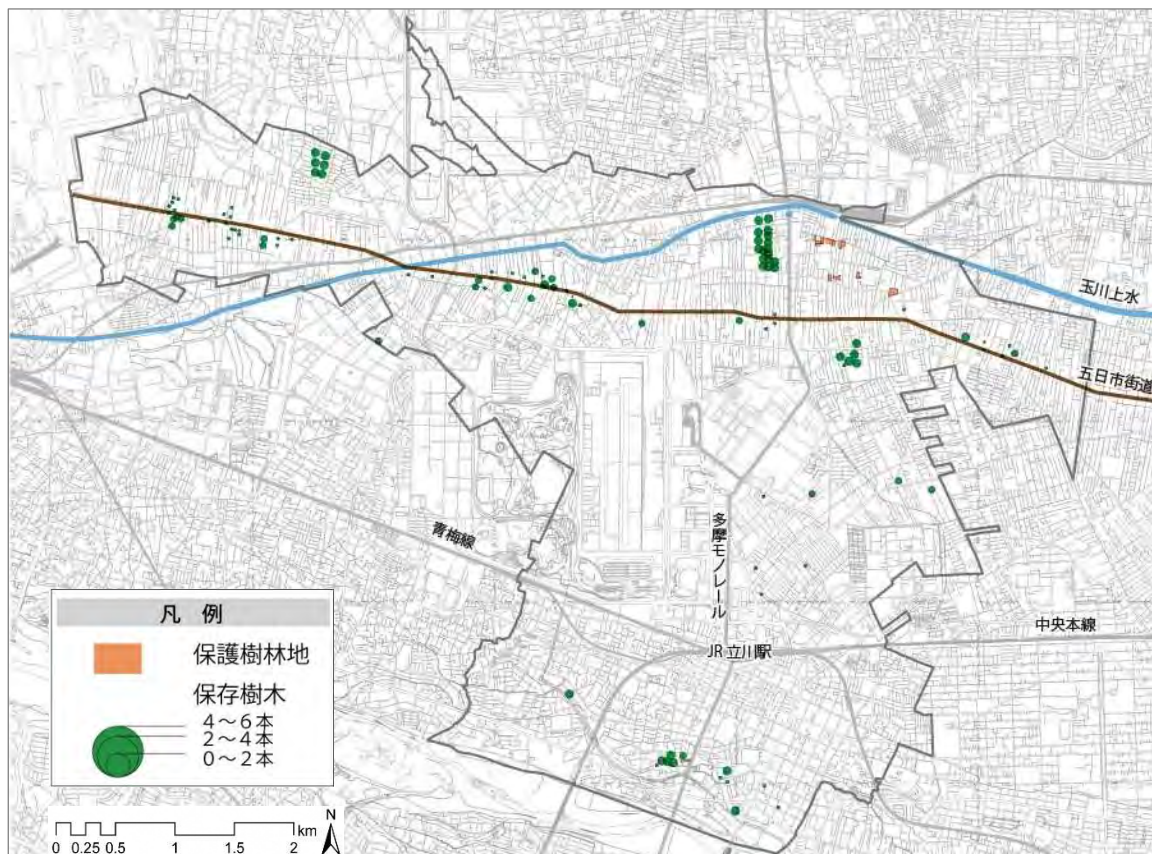 玉川上水
五日市街道
青梅線
多摩モノレール
中央本線
JR立川駅
凡 例
保護樹林地
保存樹木
4～6本
2～4本
0～2本
N
km
0 0.25 0.5 1 1.5 2